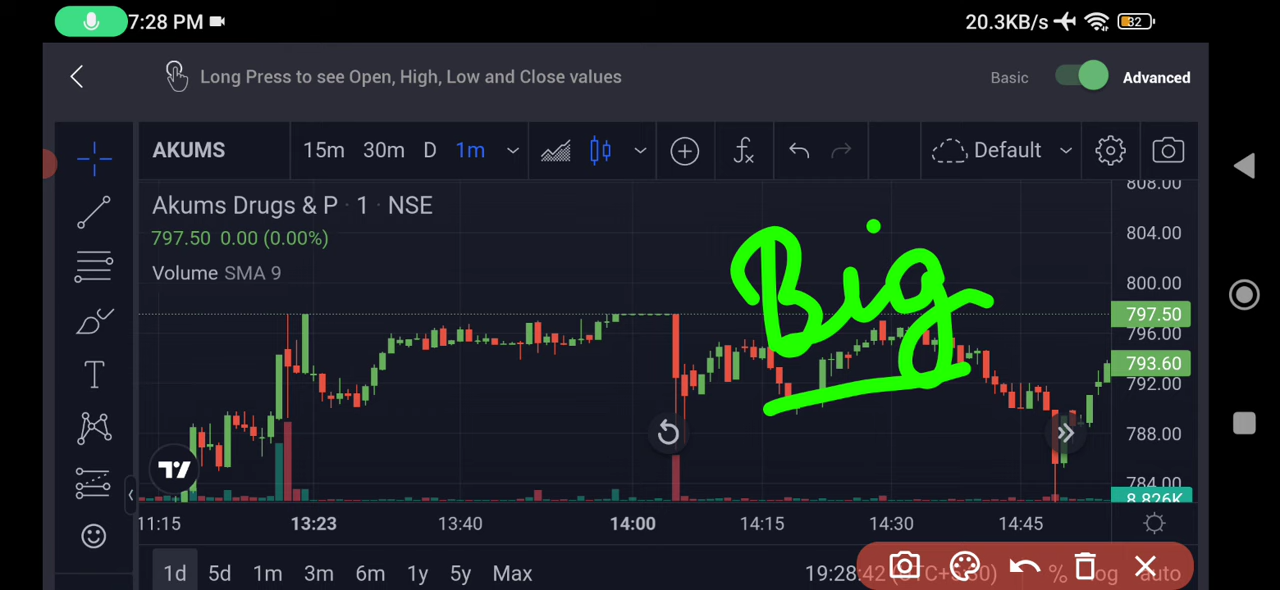 7:28 PM
20.3KB/s
32
Long Press to see Open, High, Low and Close values
Basic
Advanced
AKUMS
15m 30m D 1m
Default
Akums Drugs & P · 1 · NSE
797.50 0.00 (0.00%)
Volume SMA 9
Big
808.00
804.00
800.00
797.50
796.00
793.60
792.00
788.00
784.00
8.826K
11:15 13:23 13:40 14:00 14:15 14:30 14:45
1d 5d 1m 3m 6m 1y 5y Max
19:28:42 % auto